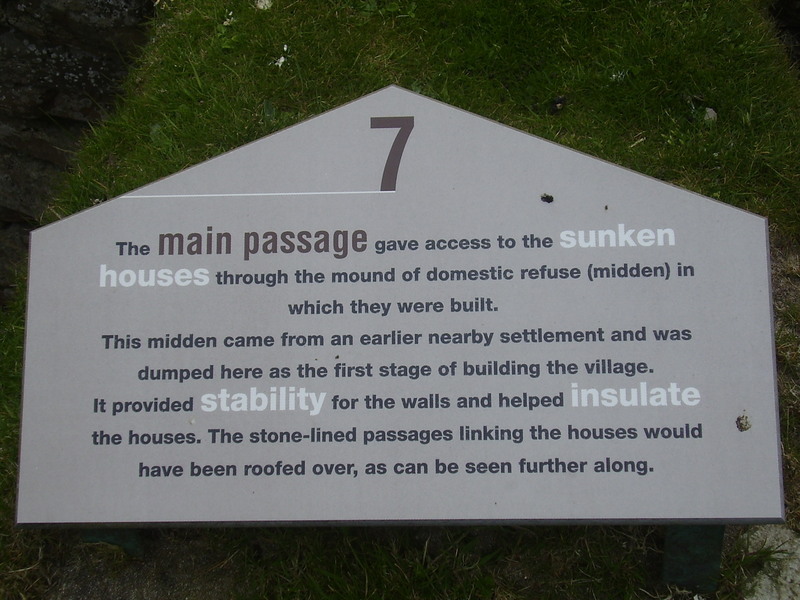 7
The main passage gave access to the sunken
houses through the mound of domestic refuse (midden) in
which they were built.
This midden came from an earlier nearby settlement and was
dumped here as the first stage of building the village.
It provided stability for the walls and helped insulate
the houses. The stone-lined passages linking the houses would
have been roofed over, as can be seen further along.